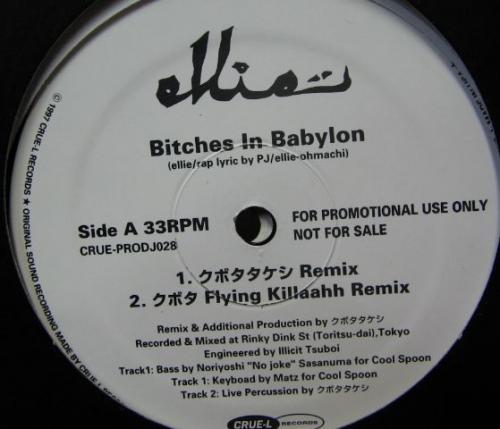 ellie
Bitches In Babylon
(ellie/rap lyric by PJ/ellie-ohmachi)
Side A 33RPM
CRUE-PRODJ028
FOR PROMOTIONAL USE ONLY
NOT FOR SALE
1. クボタタケシ Remix
2. クボタ Flying Killaahh Remix
Remix & Additional Production by クボタタケシ
Recorded & Mixed at Rinky Dink St (Toritsu-dai),Tokyo
Engineered by Illicit Tsuboi
Track1: Bass by Noriyoshi "No joke" Sasanuma for Cool Spoon
Track 1: Keyboad by Matz for Cool Spoon
Track 2: Live Percussion by クボタタケシ
CRUE-L RECORDS
© 1997 CRUE-L RECORDS ★ ORIGINAL SOUND RECORDING MADE BY CRUE-L